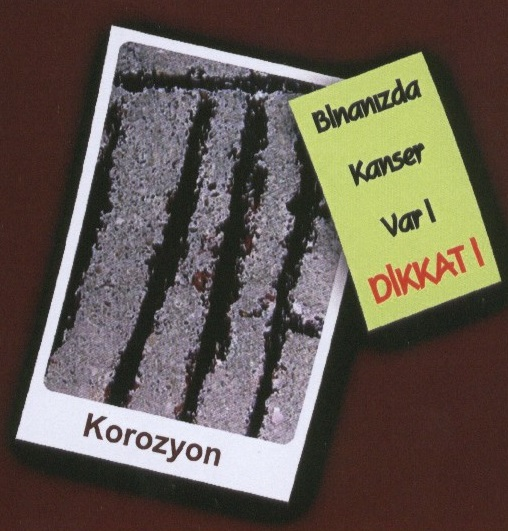 Binanızda
Kanser
Var !
DİKKAT !
Korozyon